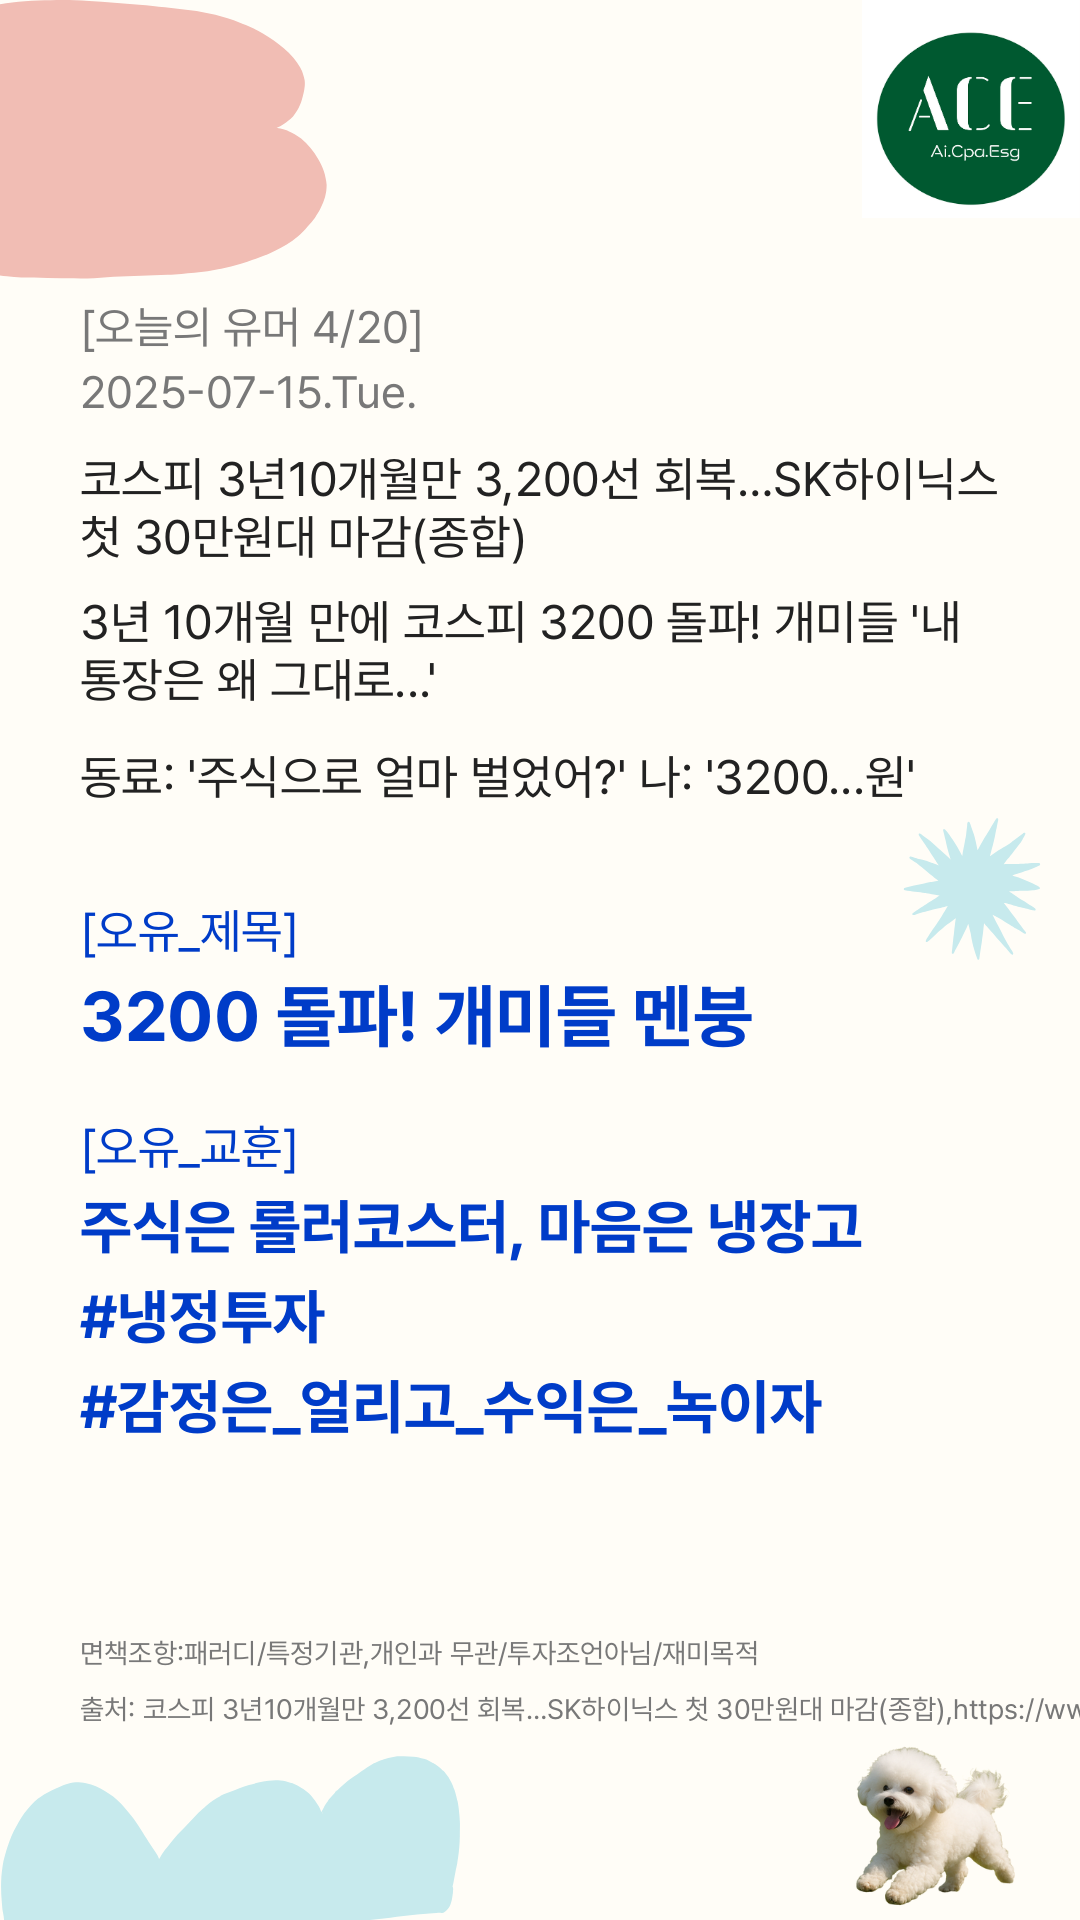 ACE
Ai.Cpa.Esg
[오늘의 유머 4/20]
2025-07-15.Tue.
코스피 3년10개월만 3,200선 회복...SK하이닉스
첫 30만원대 마감(종합)
3년 10개월 만에 코스피 3200 돌파! 개미들 '내
통장은 왜 그대로...'
동료: '주식으로 얼마 벌었어?' 나: '3200...원'
[오유_제목]
3200 돌파! 개미들 멘붕
[오유_교훈]
주식은 롤러코스터, 마음은 냉장고
#냉정투자
#감정은_얼리고_수익은_녹이자
면책조항:패러디/특정기관,개인과 무관/투자조언아님/재미목적
출처: 코스피 3년10개월만 3,200선 회복...SK하이닉스 첫 30만원대 마감(종합),https://ww